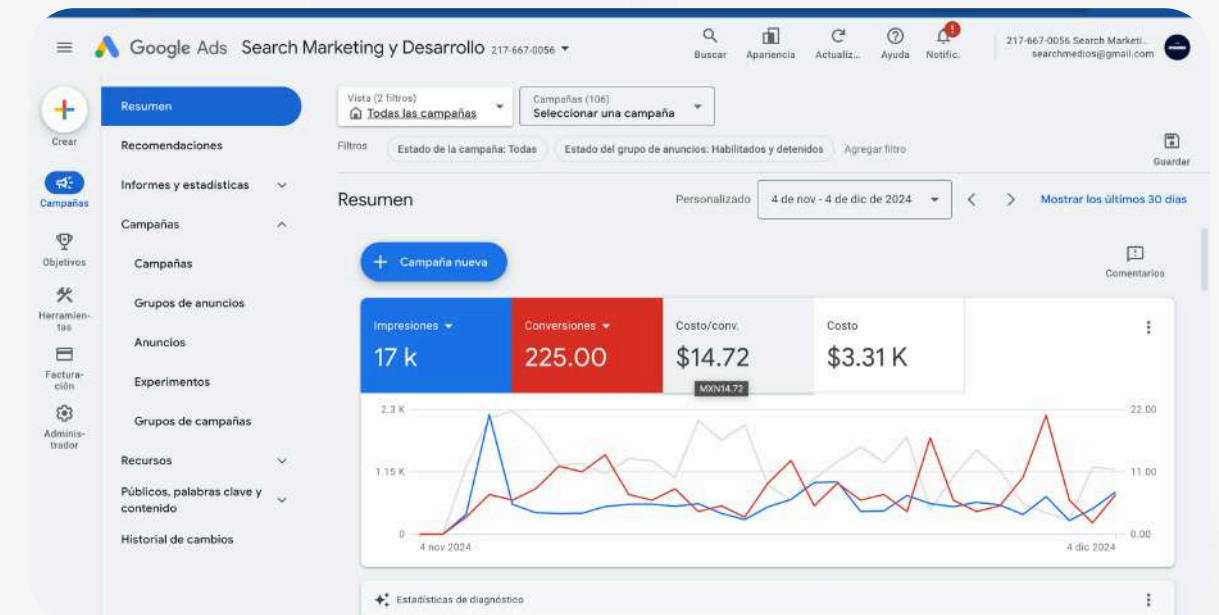 Google Ads Search Marketing y Desarrollo 217-667-0056
Buscar
Apariencia
Actualiz...
Ayuda
Notific.
217-667-0056 Search Marketi...
searchmedios@gmail.com
Crear
Campañas
Objetivos
Herramien-
tas
Factura-
ción
Adminis-
trador
Resumen
Recomendaciones
Informes y estadísticas
Campañas
Campañas
Grupos de anuncios
Anuncios
Experimentos
Grupos de campañas
Recursos
Públicos, palabras clave y
contenido
Historial de cambios
Vista (2 filtros)
Todas las campañas
Campañas (106)
Seleccionar una campaña
Filtros
Estado de la campaña: Todas
Estado del grupo de anuncios: Habilitados y detenidos
Agregar filtro
Guardar
Resumen
Personalizado
4 de nov - 4 de dic de 2024
Mostrar los últimos 30 días
Campaña nueva
Comentarios
Impresiones
17 k
Conversiones
225.00
Costo/conv.
$14.72
MXN14.72
Costo
$3.31 K
2.3 K
1.15 K
0
22.00
11.00
0.00
4 nov 2024
4 dic 2024
Estadísticas de diagnóstico